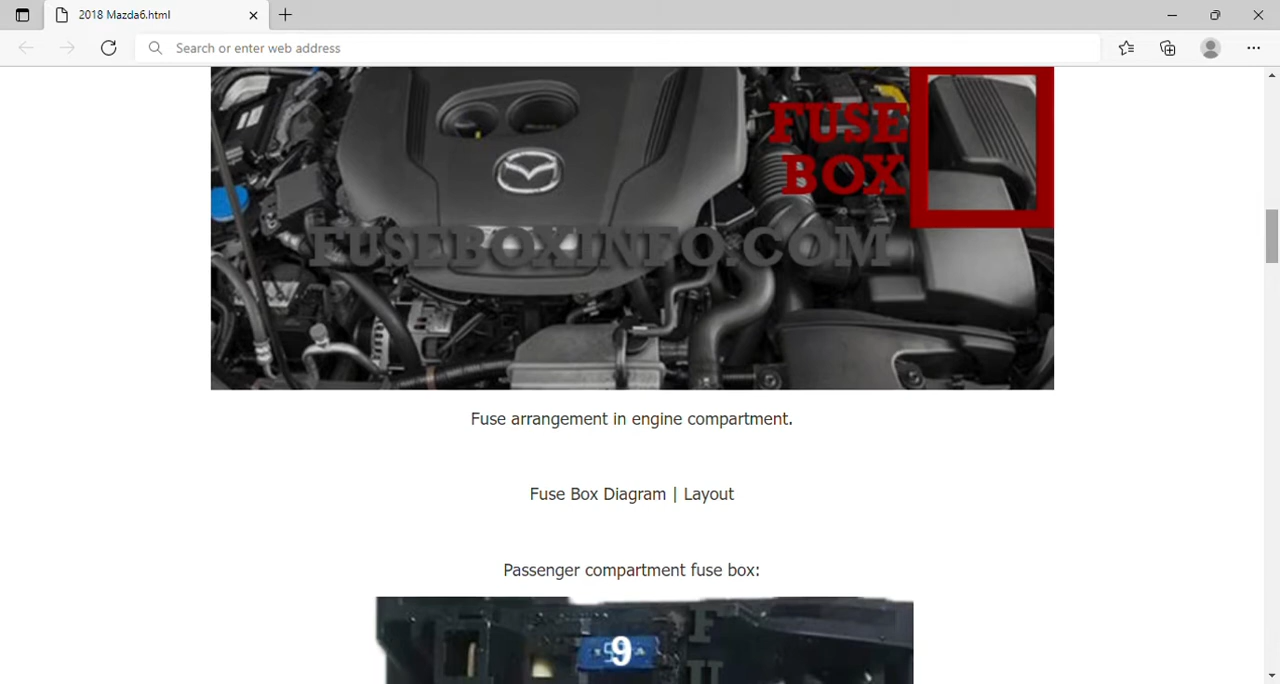 2018 Mazda6.html
Search or enter web address
FUSE
BOX
FUSEBOXINFO.COM
Fuse arrangement in engine compartment.
Fuse Box Diagram | Layout
Passenger compartment fuse box:
9
F
U